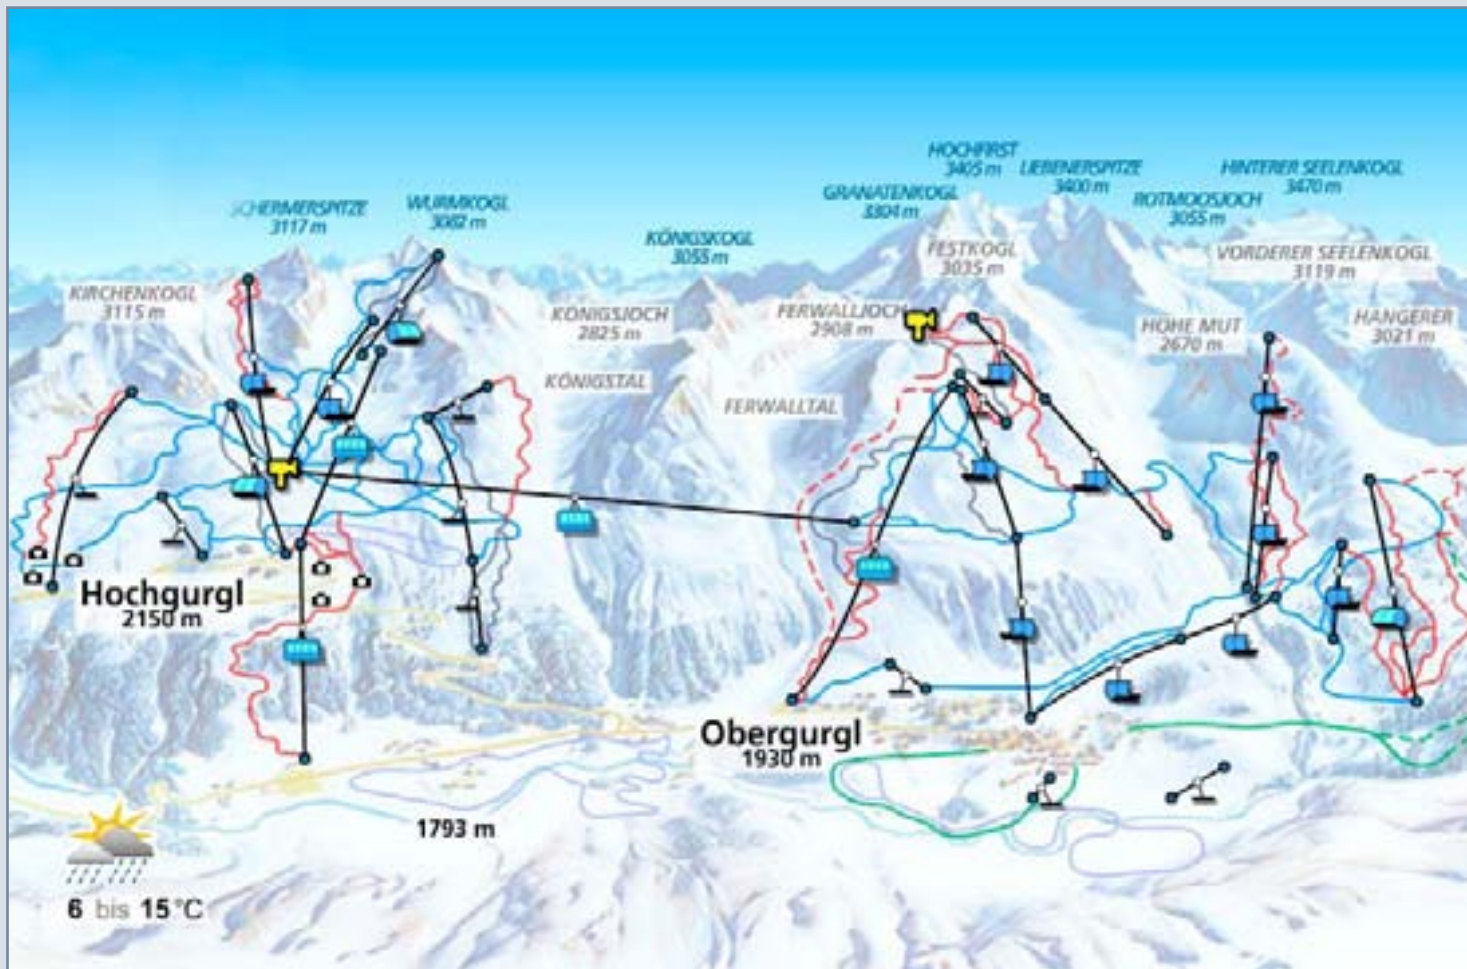 HOCHFIRST
3405 m
LIEBENERSPITZE
3400 m
HINTERER SEELENKOGL
3470 m
GRANATENKOGL
3304 m
ROTMOOSJOCH
3055 m
SCHERMERSPITZE
3117 m
WURMKOGL
3082 m
KÖNIGSKOGL
3055 m
FESTKOGL
3035 m
VORDERER SEELENKOGL
3119 m
KIRCHENKOGL
3115 m
KÖNIGSJOCH
2825 m
FERWALLJOCH
2908 m
HOHE MUT
2670 m
HANGERER
3021 m
KÖNIGSTAL
FERWALLTAL
Hochgurgl
2150 m
Obergurgl
1930 m
1793 m
6 bis 15°C